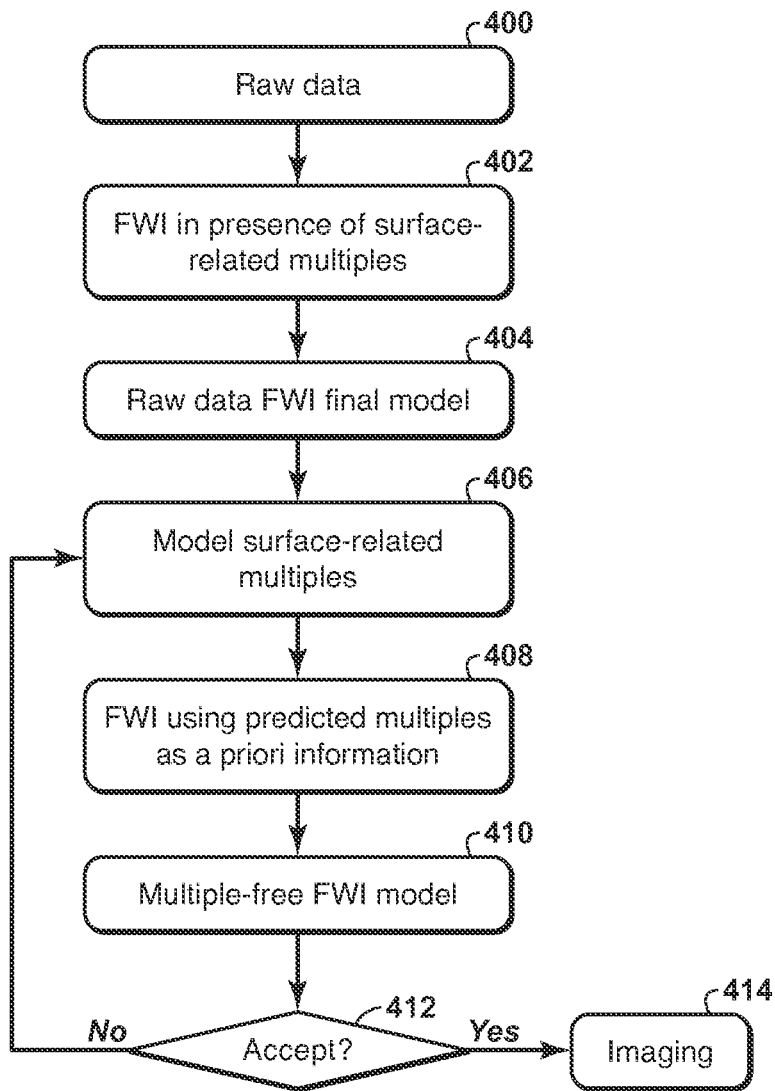 400
Raw data
402
FWI in presence of surface-
related multiples
404
Raw data FWI final model
406
Model surface-related
multiples
408
FWI using predicted multiples
as a priori information
410
Multiple-free FWI model
412
No
Accept?
Yes
414
Imaging